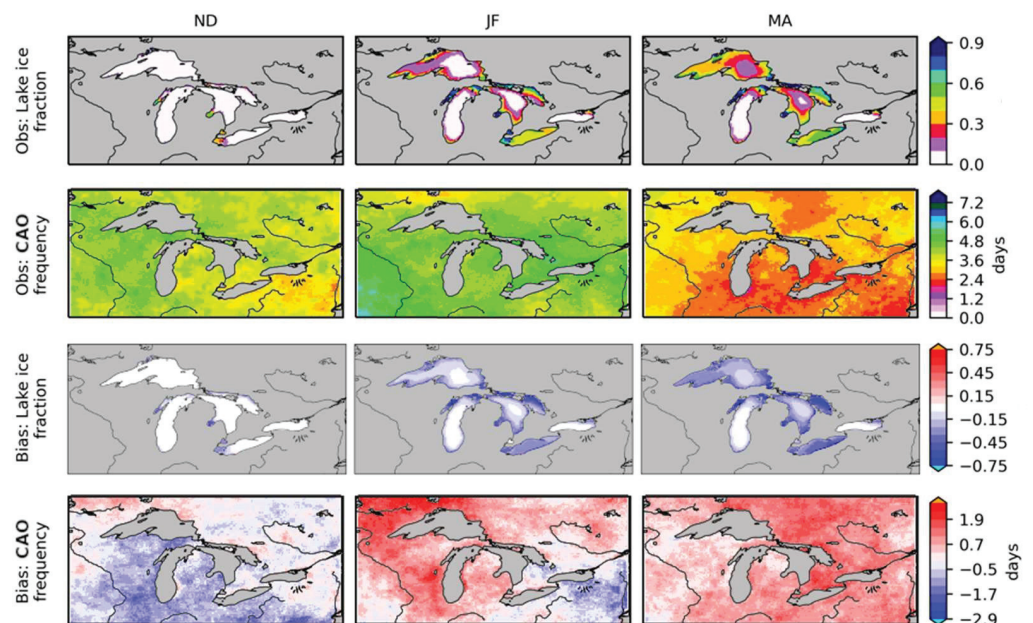 ND JF MA
Obs: Lake ice
fraction
0.9
0.6
0.3
0.0
Obs: CAO
frequency
7.2
6.0
4.8
3.6
2.4
1.2
0.0
days
Bias: Lake ice
fraction
0.75
0.45
0.15
−0.15
−0.45
−0.75
Bias: CAO
frequency
1.9
0.7
−0.5
−1.7
−2.9
days